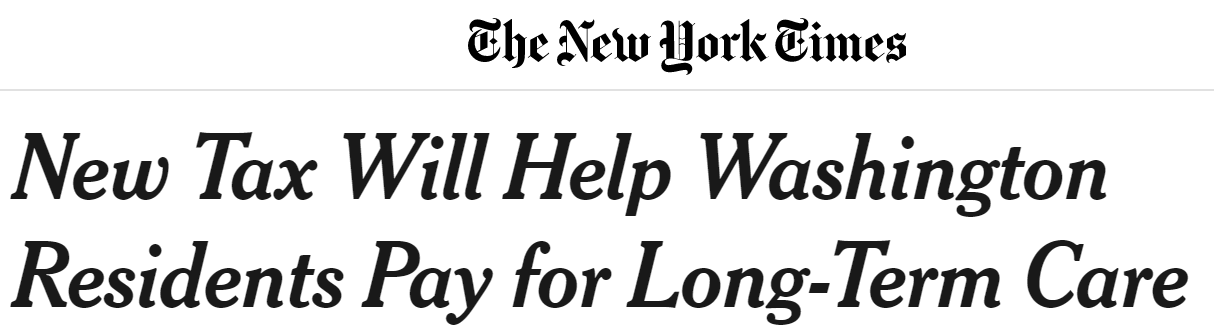 The New York Times
New Tax Will Help Washington
Residents Pay for Long-Term Care